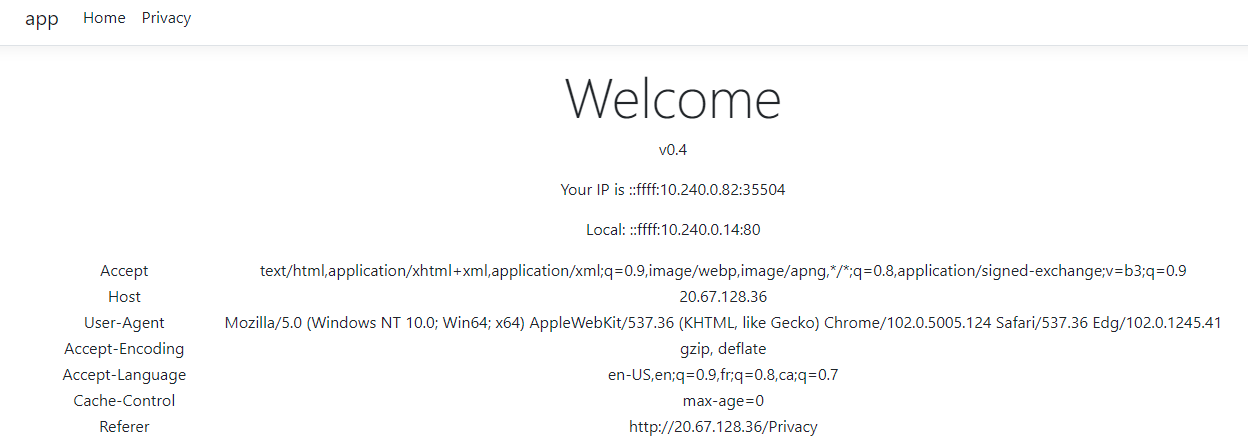 app Home Privacy
Welcome
v0.4
Your IP is ::ffff:10.240.0.82:35504
Local: ::ffff:10.240.0.14:80
Accept text/html,application/xhtml+xml,application/xml;q=0.9,image/webp,image/apng,*/*;q=0.8,application/signed-exchange;v=b3;q=0.9
Host 20.67.128.36
User-Agent Mozilla/5.0 (Windows NT 10.0; Win64; x64) AppleWebKit/537.36 (KHTML, like Gecko) Chrome/102.0.5005.124 Safari/537.36 Edg/102.0.1245.41
Accept-Encoding gzip, deflate
Accept-Language en-US,en;q=0.9,fr;q=0.8,ca;q=0.7
Cache-Control max-age=0
Referer http://20.67.128.36/Privacy